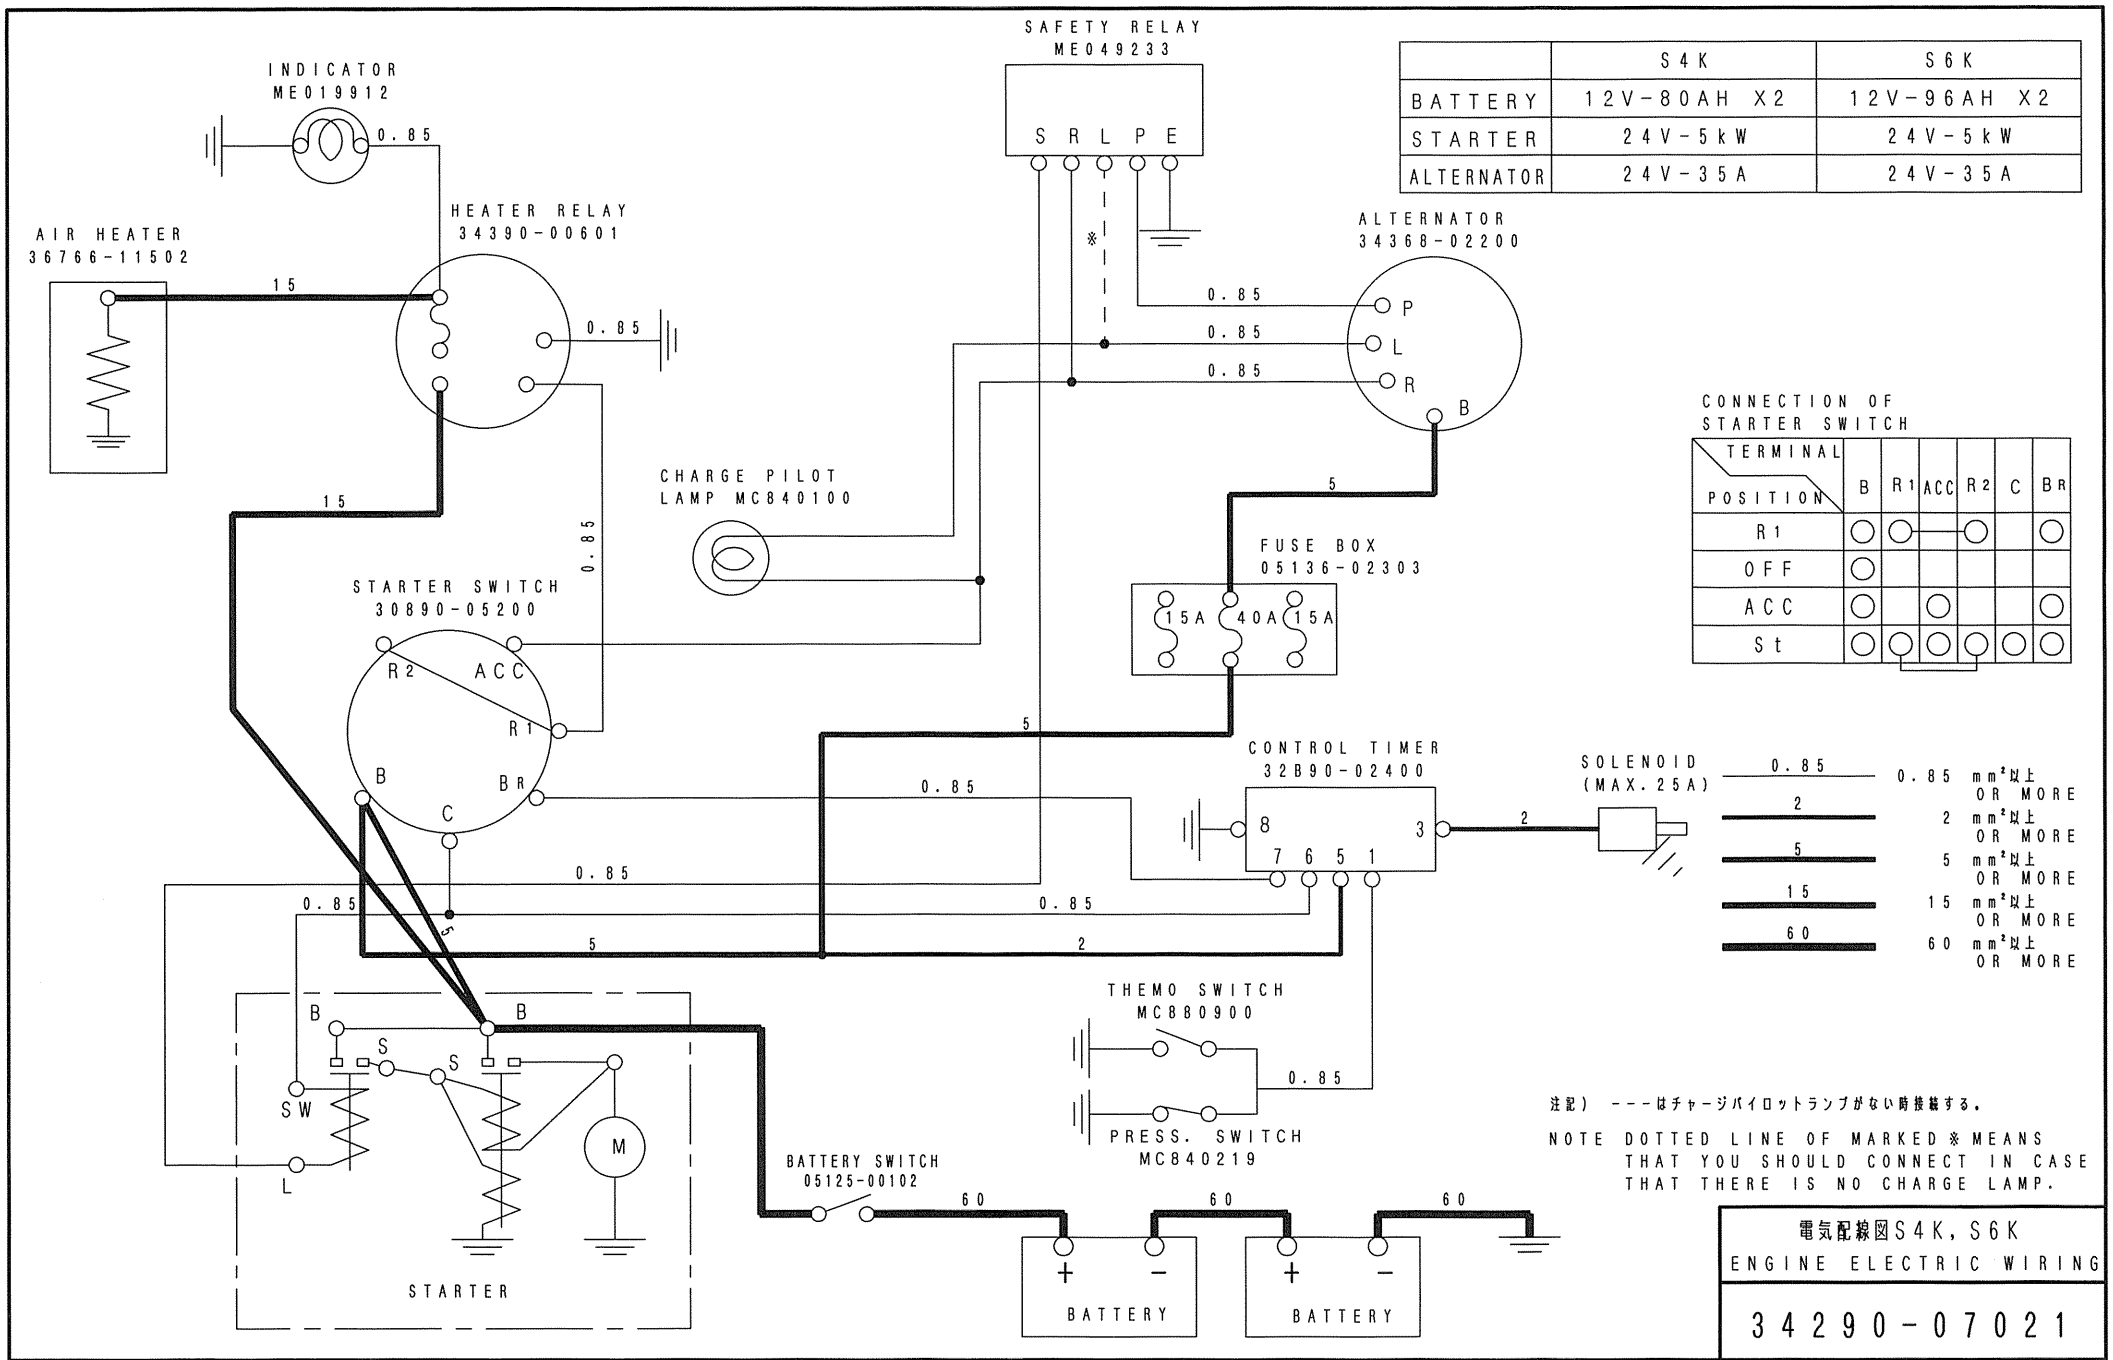 SAFETY RELAY
ME049233
S R L P E
※
INDICATOR
ME019912
0.85
HEATER RELAY
34390-00601
0.85
AIR HEATER
36766-11502
15
15
0.85
S4K S6K
BATTERY 12V-80AH X2 12V-96AH X2
STARTER 24V-5kW 24V-5kW
ALTERNATOR 24V-35A 24V-35A
ALTERNATOR
34368-02200
0.85 P
0.85 L
0.85 R
B
5
CHARGE PILOT
LAMP MC840100
FUSE BOX
05136-02303
15A 40A 15A
5
STARTER SWITCH
30890-05200
R2 ACC
R1
B BR
C
0.85
0.85
0.85 0.85
5
5 2
CONNECTION OF
STARTER SWITCH
TERMINAL
POSITION B R1 ACC R2 C BR
R1
OFF
ACC
St
CONTROL TIMER
32B90-02400
8 3
7 6 5 1
2
SOLENOID
(MAX.25A)
0.85 0.85 mm²以上
OR MORE
2 2 mm²以上
OR MORE
5 5 mm²以上
OR MORE
15 15 mm²以上
OR MORE
60 60 mm²以上
OR MORE
THEMO SWITCH
MC880900
0.85
PRESS. SWITCH
MC840219
B B
S S
SW
M
L
STARTER
BATTERY SWITCH
05125-00102
60 60 60
+ - + -
BATTERY BATTERY
注記) ---はチャージパイロットランプがない時接続する。
NOTE DOTTED LINE OF MARKED ※ MEANS
THAT YOU SHOULD CONNECT IN CASE
THAT THERE IS NO CHARGE LAMP.
電気配線図S4K,S6K
ENGINE ELECTRIC WIRING
34290-07021